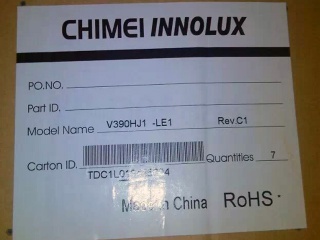 CHIMEI INNOLUX
PO.NO.
Part ID.
Model Name V390HJ1 -LE1 Rev.C1
Carton ID. Quantities 7
Made in China RoHS